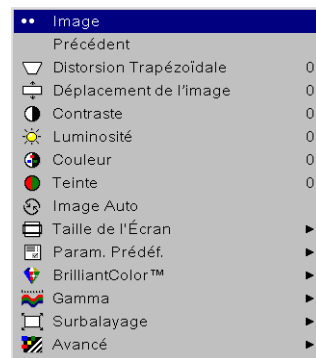 Image
Précédent
Distorsion Trapézoïdale 0
Déplacement de l'image 0
Contraste 0
Luminosité 0
Couleur 0
Teinte 0
Image Auto
Taille de l'Écran
Param. Prédéf.
BrilliantColor™
Gamma
Surbalayage
Avancé